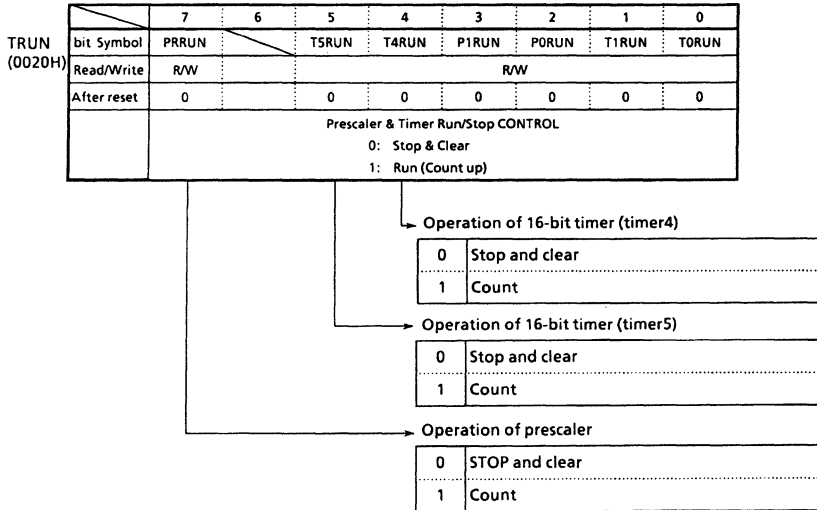 7 6 5 4 3 2 1 0
TRUN (0020H)
bit Symbol PRRUN T5RUN T4RUN P1RUN P0RUN T1RUN T0RUN
Read/Write R/W R/W
After reset 0 0 0 0 0 0 0
Prescaler & Timer Run/Stop CONTROL
0: Stop & Clear
1: Run (Count up)
Operation of 16-bit timer (timer4)
0 Stop and clear
1 Count
Operation of 16-bit timer (timer5)
0 Stop and clear
1 Count
Operation of prescaler
0 STOP and clear
1 Count